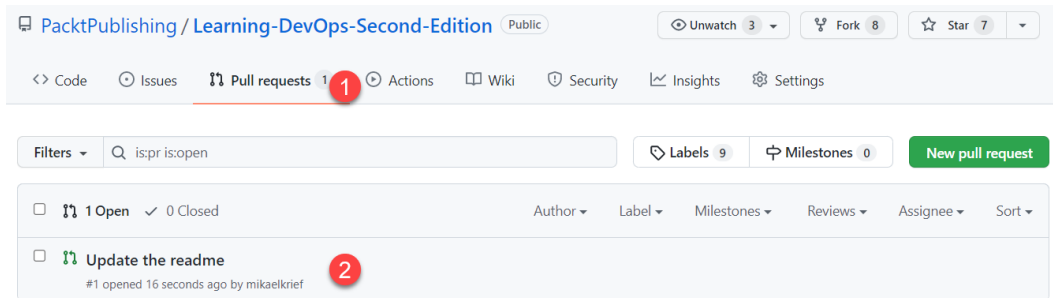 PacktPublishing / Learning-DevOps-Second-Edition Public Unwatch 3 Fork 8 Star 7
<> Code Issues Pull requests 1 1 Actions Wiki Security Insights Settings
Filters is:pr is:open Labels 9 Milestones 0 New pull request
1 Open 0 Closed Author Label Milestones Reviews Assignee Sort
Update the readme 2
#1 opened 16 seconds ago by mikaelkrief